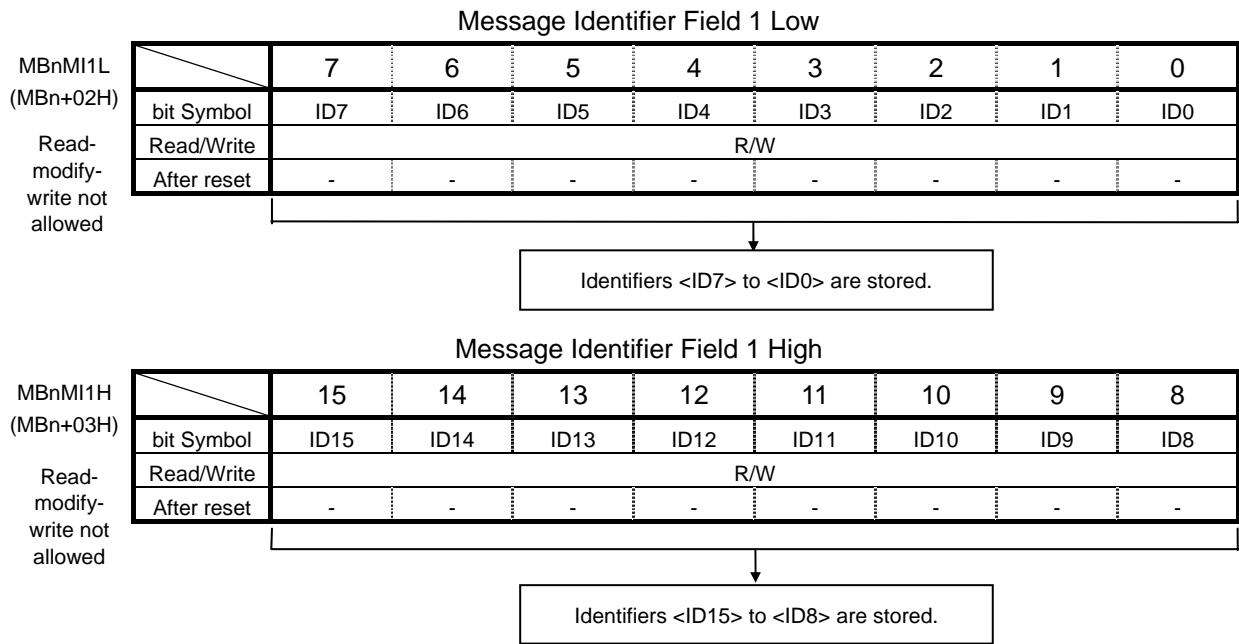 Message Identifier Field 1 Low
MBnMI1L
(MBn+02H)
Read-
modify-
write not
allowed
7 6 5 4 3 2 1 0
bit Symbol ID7 ID6 ID5 ID4 ID3 ID2 ID1 ID0
Read/Write R/W
After reset - - - - - - - -
Identifiers <ID7> to <ID0> are stored.
Message Identifier Field 1 High
MBnMI1H
(MBn+03H)
Read-
modify-
write not
allowed
15 14 13 12 11 10 9 8
bit Symbol ID15 ID14 ID13 ID12 ID11 ID10 ID9 ID8
Read/Write R/W
After reset - - - - - - - -
Identifiers <ID15> to <ID8> are stored.